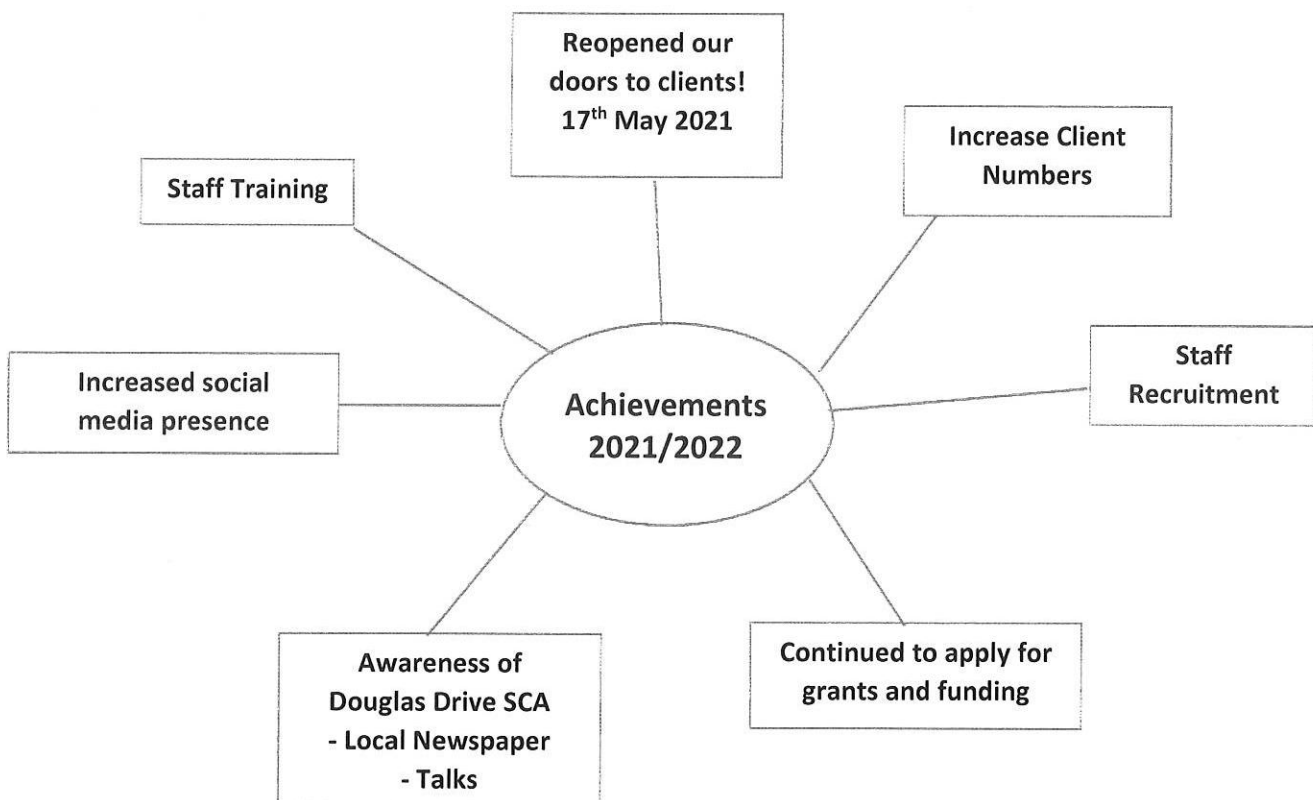 Reopened our
doors to clients!
17th May 2021
Increase Client
Numbers
Staff Training
Staff
Recruitment
Increased social
media presence
Achievements
2021/2022
Awareness of
Douglas Drive SCA
- Local Newspaper
- Talks
Continued to apply for
grants and funding